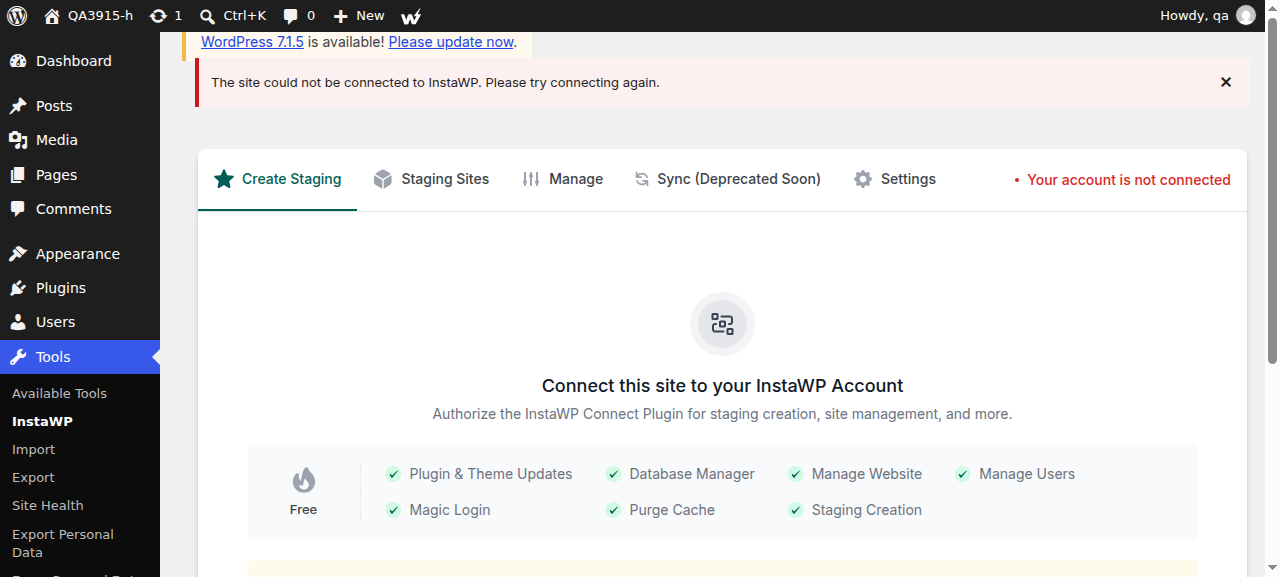 QA3915-h
1
Ctrl+K
0
New
Howdy, qa
Dashboard
Posts
Media
Pages
Comments
Appearance
Plugins
Users
Tools
Available Tools
InstaWP
Import
Export
Site Health
Export Personal
Data
WordPress 7.1.5 is available! Please update now.
The site could not be connected to InstaWP. Please try connecting again.
Create Staging
Staging Sites
Manage
Sync (Deprecated Soon)
Settings
• Your account is not connected
Connect this site to your InstaWP Account
Authorize the InstaWP Connect Plugin for staging creation, site management, and more.
Free
Plugin & Theme Updates
Database Manager
Manage Website
Manage Users
Magic Login
Purge Cache
Staging Creation